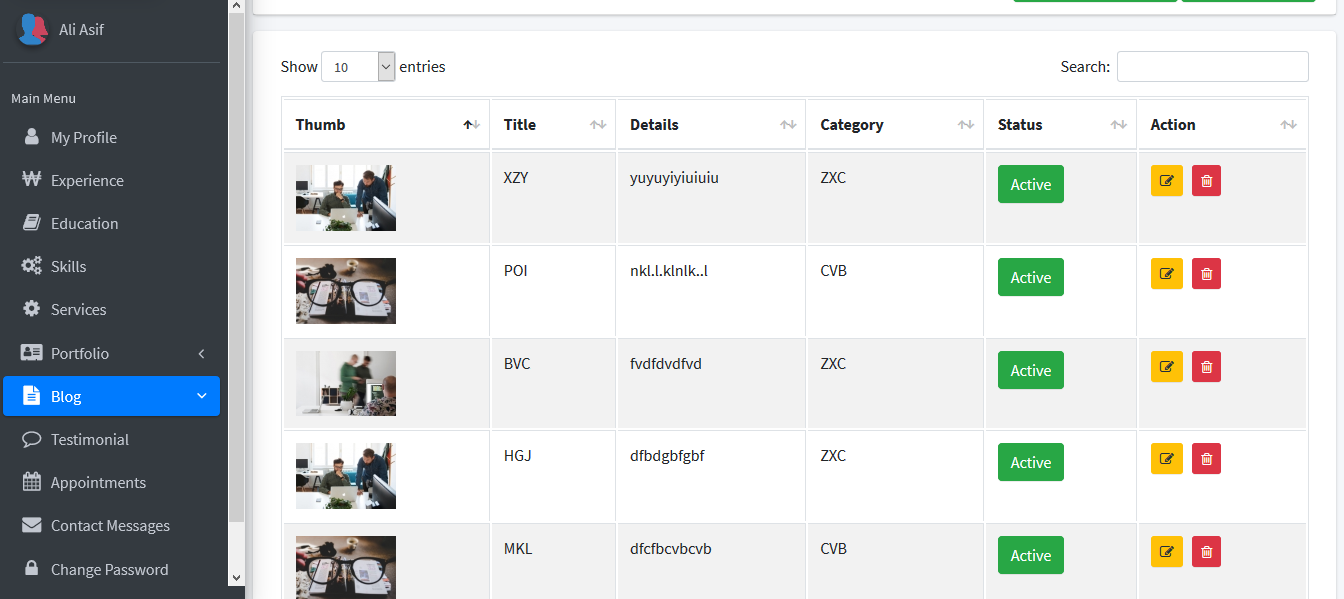 Ali Asif
Main Menu
My Profile
Experience
Education
Skills
Services
Portfolio
Blog
Testimonial
Appointments
Contact Messages
Change Password
Show 10 entries
Search:
Thumb Title Details Category Status Action
XZY yuyuyiyiuiuiu ZXC Active
POI nkl.l.klnlk..l CVB Active
BVC fvdfdvdfvd ZXC Active
HGJ dfbdgbfgbf ZXC Active
MKL dfcfbcvbcvb CVB Active